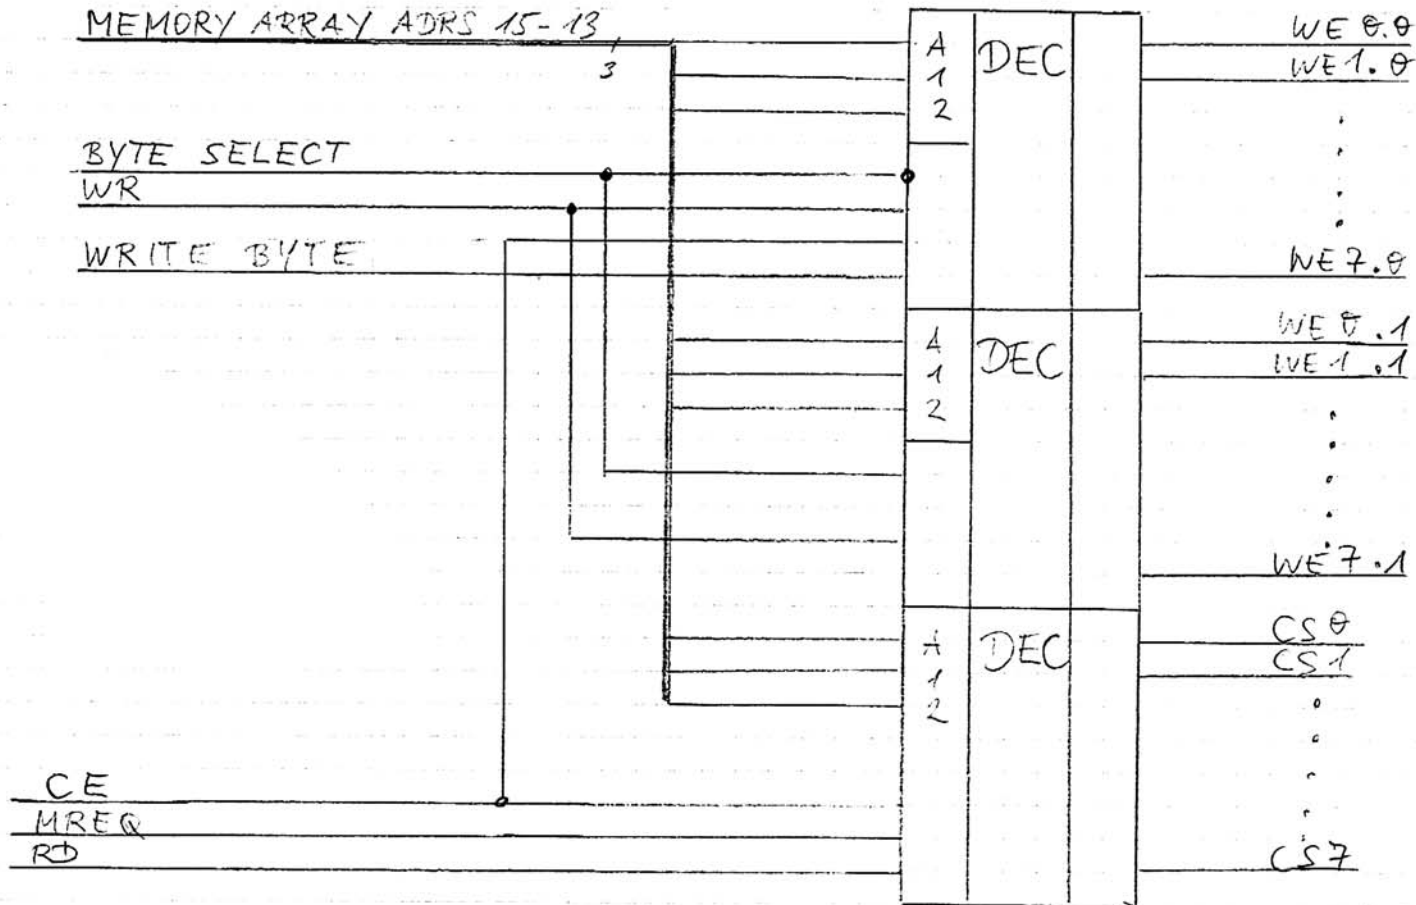 MEMORY ARRAY ADRS 15-13
3
BYTE SELECT
WR
WRITE BYTE
CE
MREQ
RD
A
1
2
DEC
A
1
2
DEC
A
1
2
DEC
WE 0.0
WE 1.0
WE 7.0
WE 0.1
WE 1.1
WE 7.1
CS 0
CS 1
CS 7